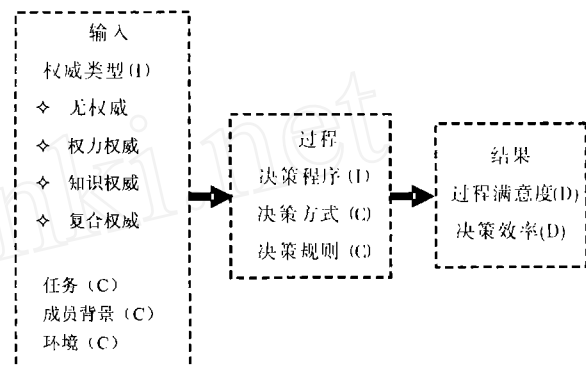 输入
权威类型(I)
✧ 无权威
✧ 权力权威
✧ 知识权威
✧ 复合权威
任务（C）
成员背景（C）
环境（C）
过程
决策程序(I)
决策方式(C)
决策规则(C)
结果
过程满意度(D)
决策效率(D)
nki.net